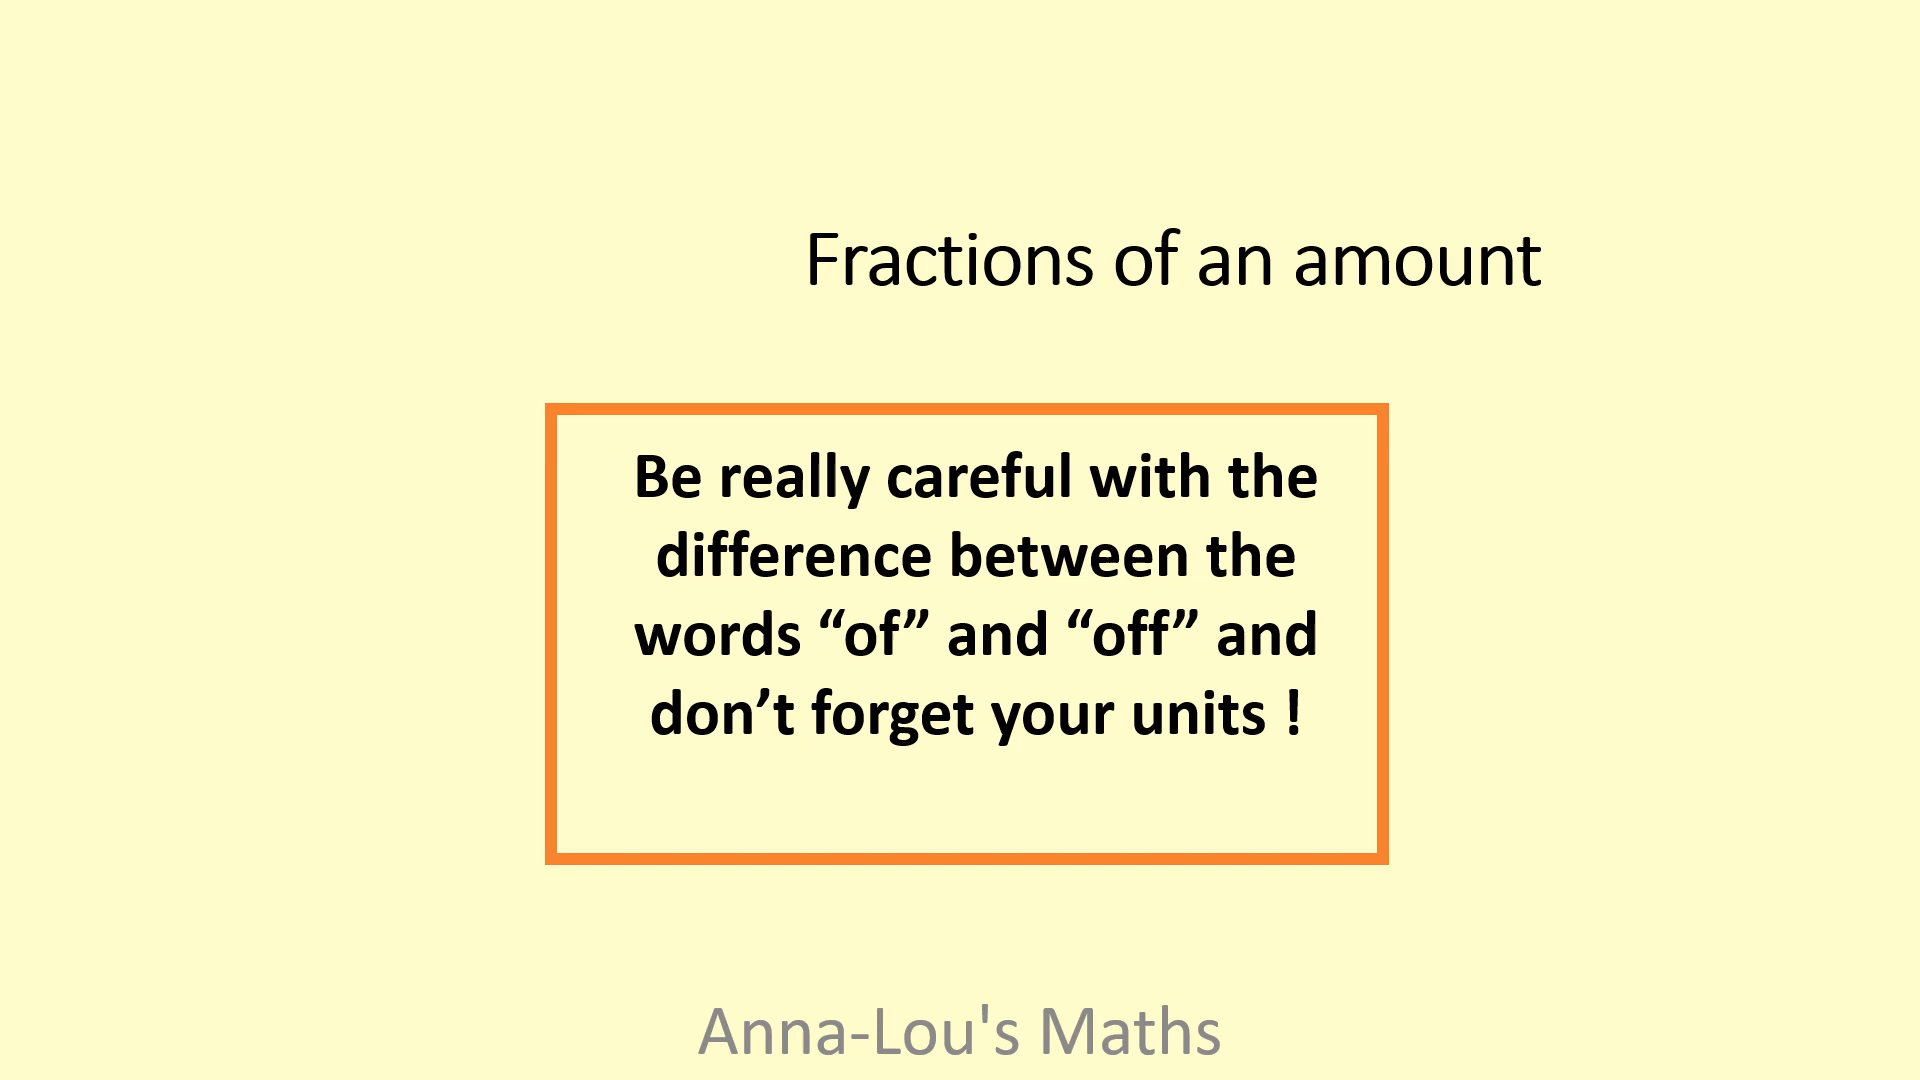 Fractions of an amount
Be really careful with the
difference between the
words “of” and “off” and
don’t forget your units !
Anna-Lou's Maths